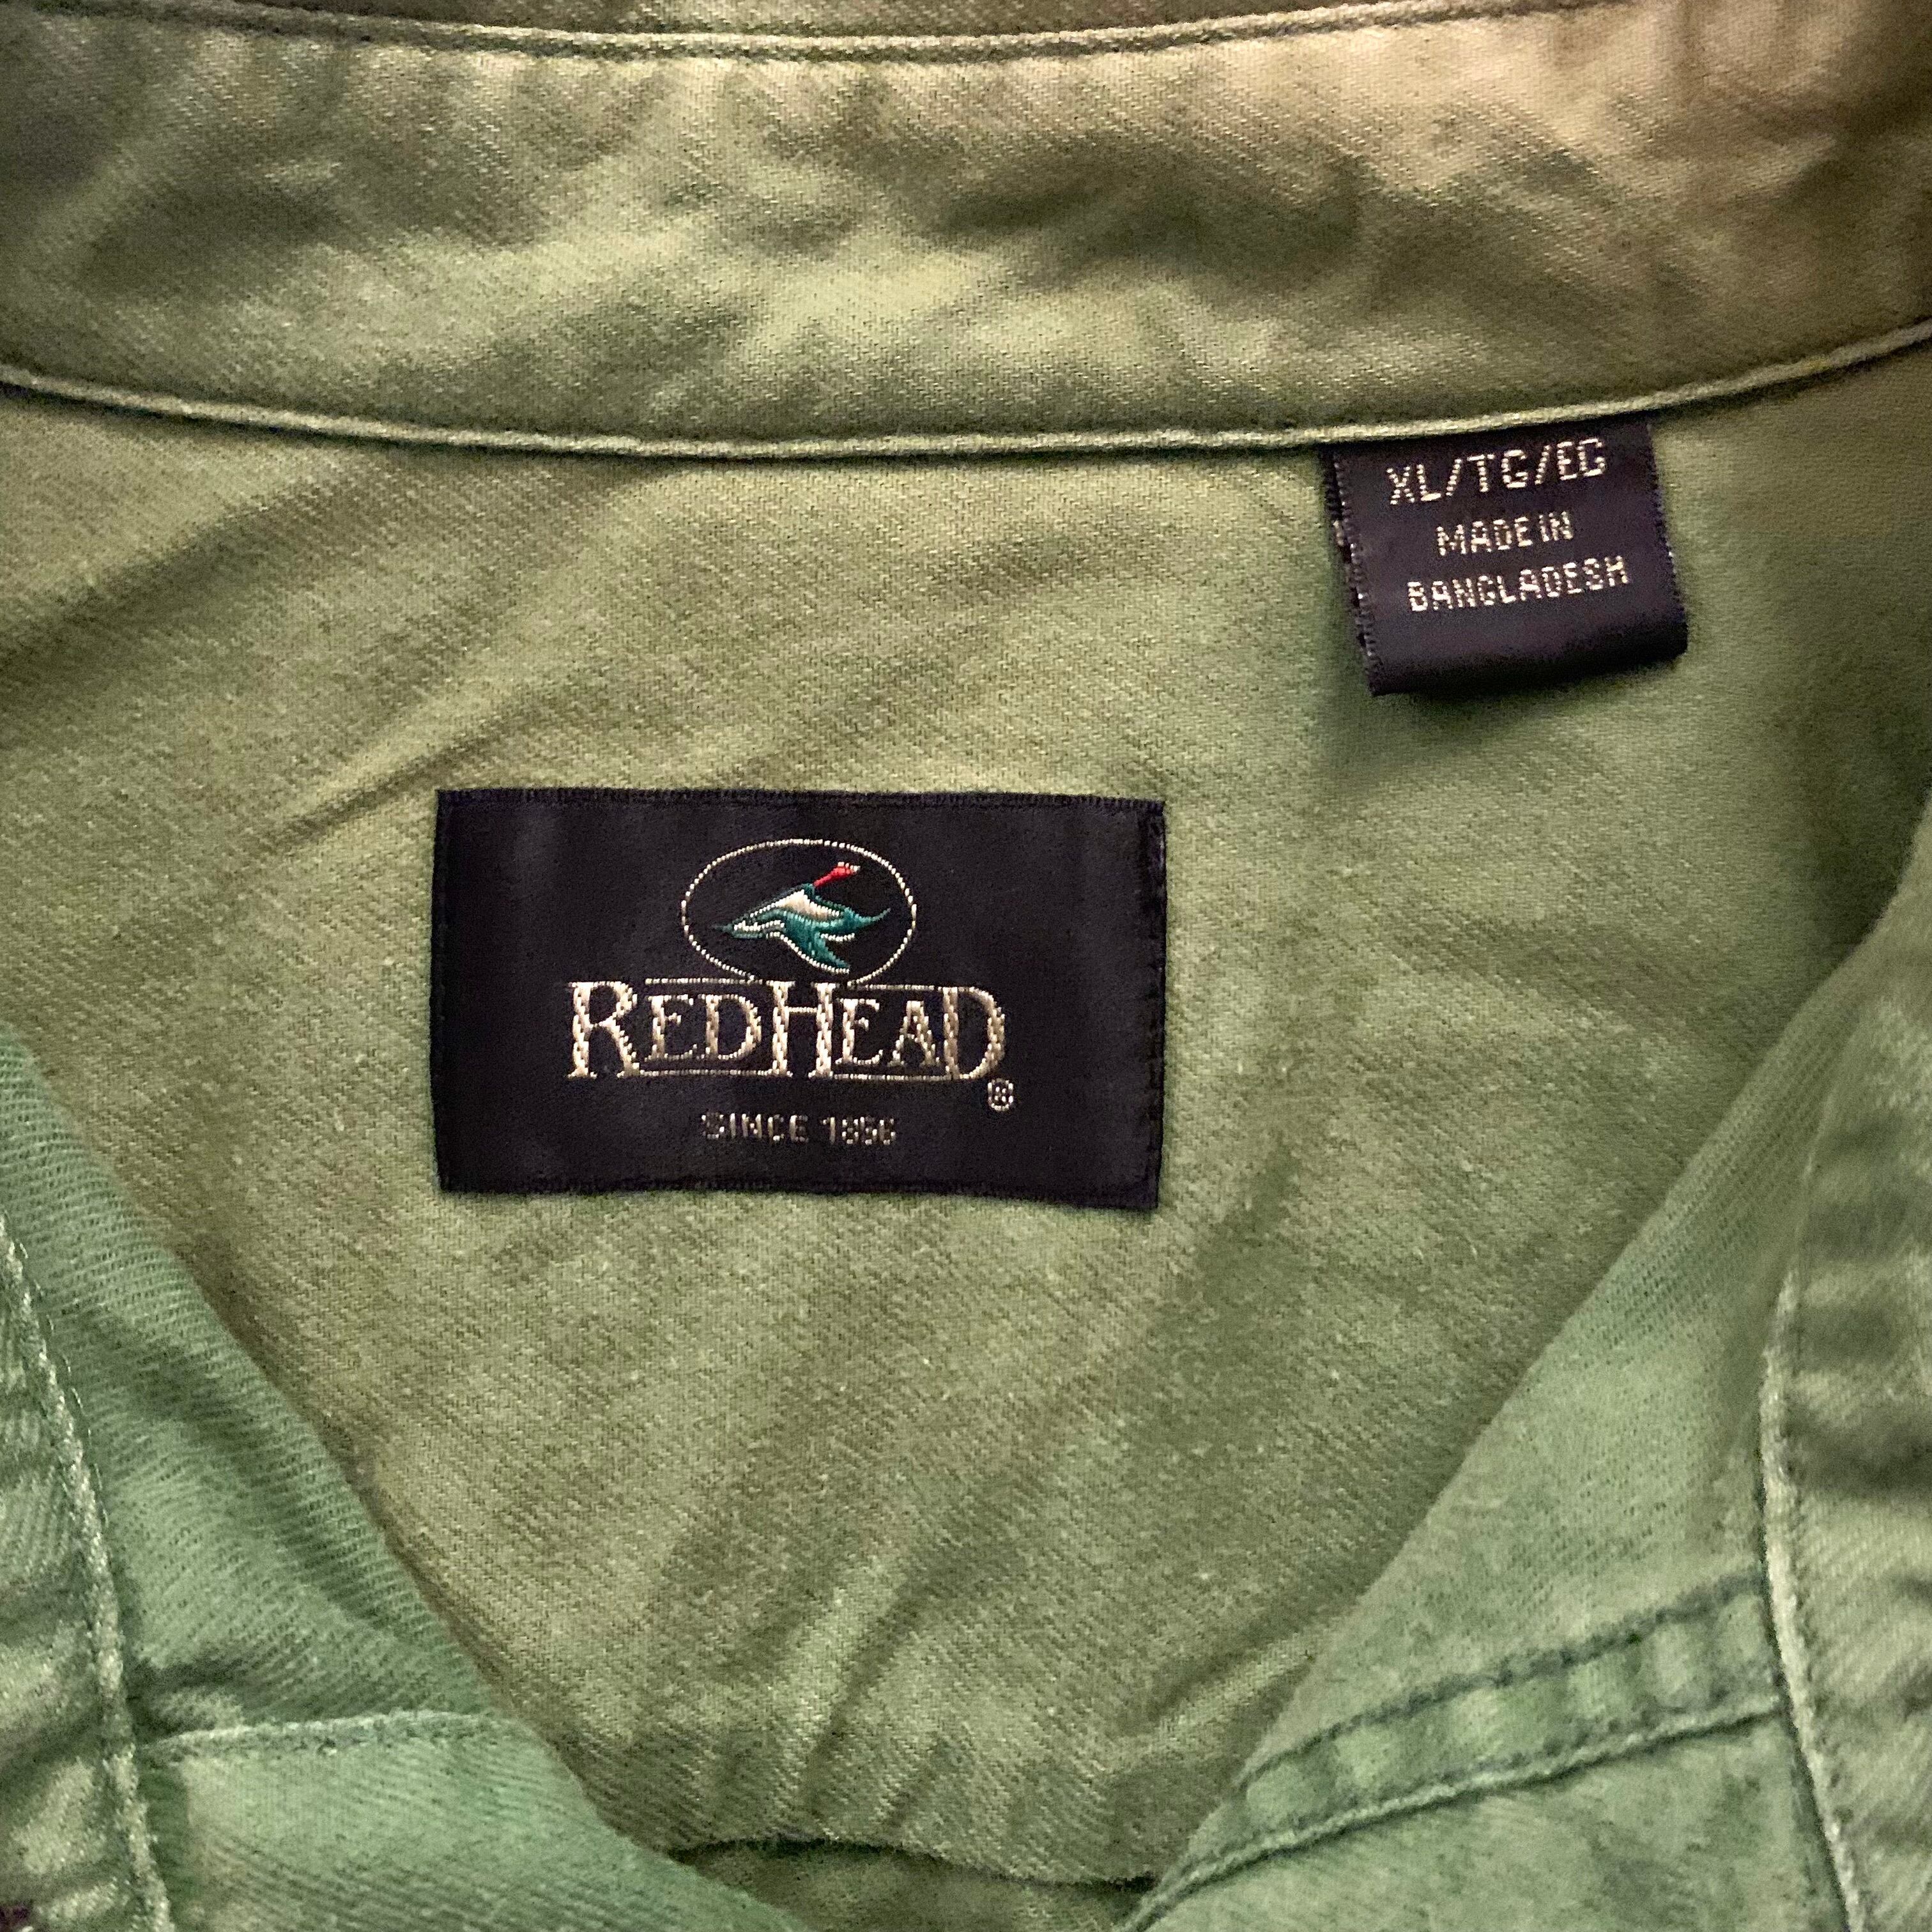 XL/TG/EG
MADE IN
BANGLADESH
REDHEAD
®
SINCE 1856